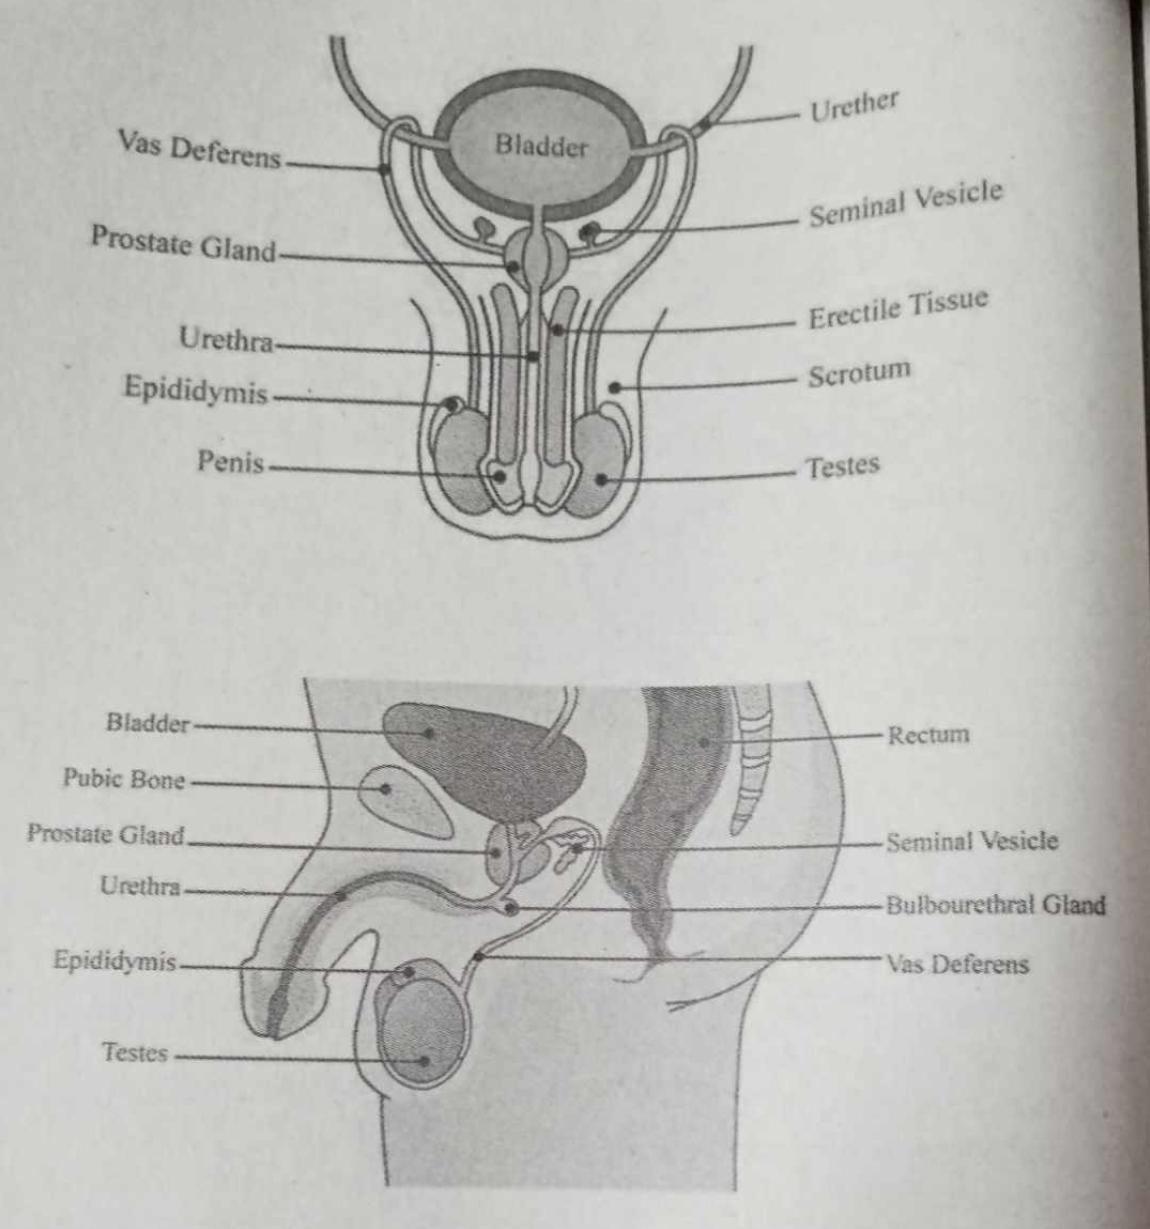 Urether
Vas Deferens
Bladder
Seminal Vesicle
Prostate Gland
Erectile Tissue
Urethra
Scrotum
Epididymis
Penis
Testes
Bladder
Rectum
Pubic Bone
Prostate Gland
Seminal Vesicle
Urethra
Bulbourethral Gland
Epididymis
Vas Deferens
Testes